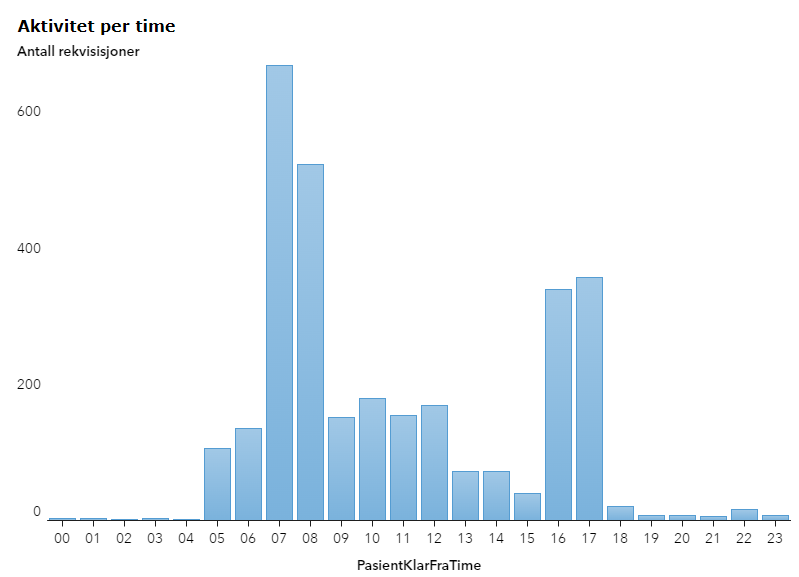 Aktivitet per time
Antall rekvisisjoner
600
400
200
0
00 01 02 03 04 05 06 07 08 09 10 11 12 13 14 15 16 17 18 19 20 21 22 23
PasientKlarFraTime